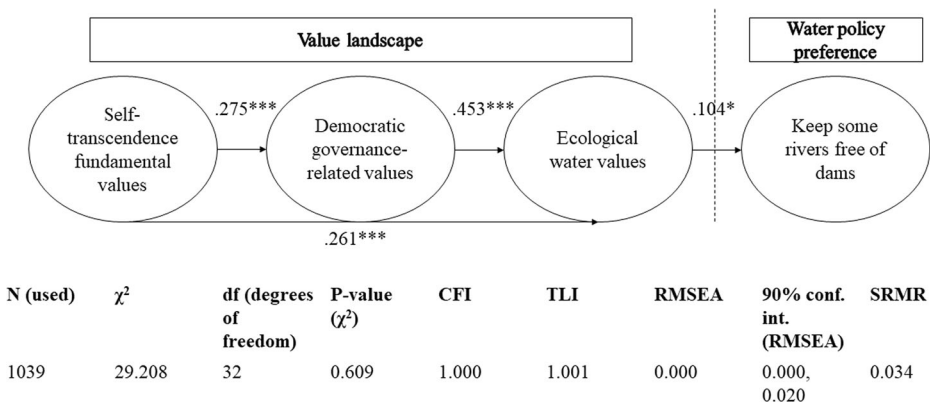 Value landscape
Water policy
preference
Self-
transcendence
fundamental
values
.275***
Democratic
governance-
related values
.453***
Ecological
water values
.104*
Keep some
rivers free of
dams
.261***
N (used) χ² df (degrees of freedom) P-value (χ²) CFI TLI RMSEA 90% conf. int. (RMSEA) SRMR
1039 29.208 32 0.609 1.000 1.001 0.000 0.000, 0.020 0.034